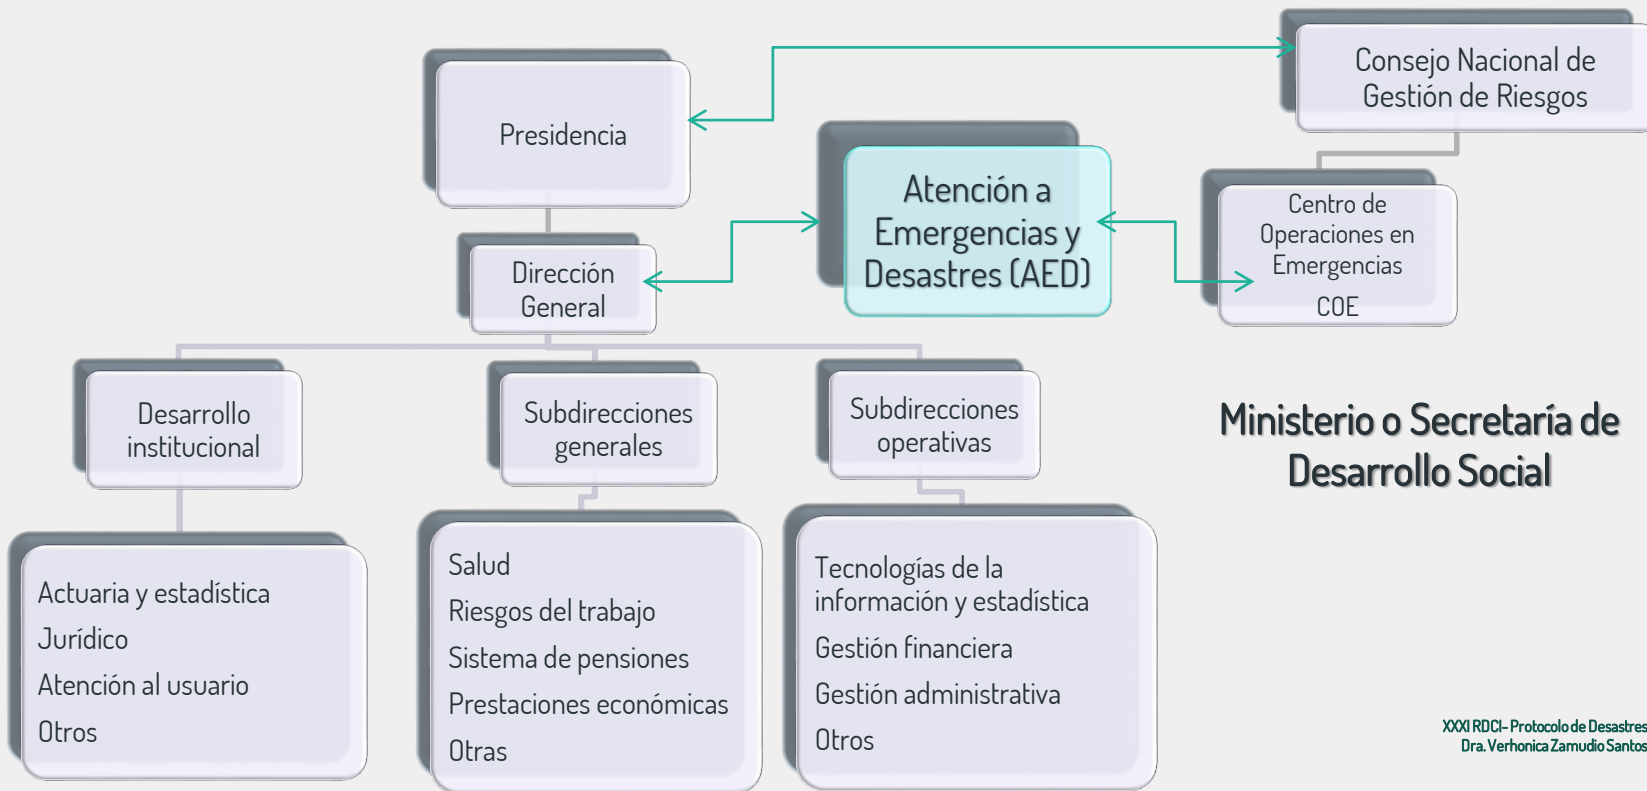 Consejo Nacional de
Gestión de Riesgos
Presidencia
Atención a
Emergencias y
Desastres (AED)
Centro de
Operaciones en
Emergencias
COE
Dirección
General
Desarrollo
institucional
Subdirecciones
generales
Subdirecciones
operativas
Ministerio o Secretaría de
Desarrollo Social
Actuaria y estadística
Jurídico
Atención al usuario
Otros
Salud
Riesgos del trabajo
Sistema de pensiones
Prestaciones económicas
Otras
Tecnologías de la
información y estadística
Gestión financiera
Gestión administrativa
Otros
XXXI RDCI- Protocolo de Desastres
Dra. Verhonica Zamudio Santos